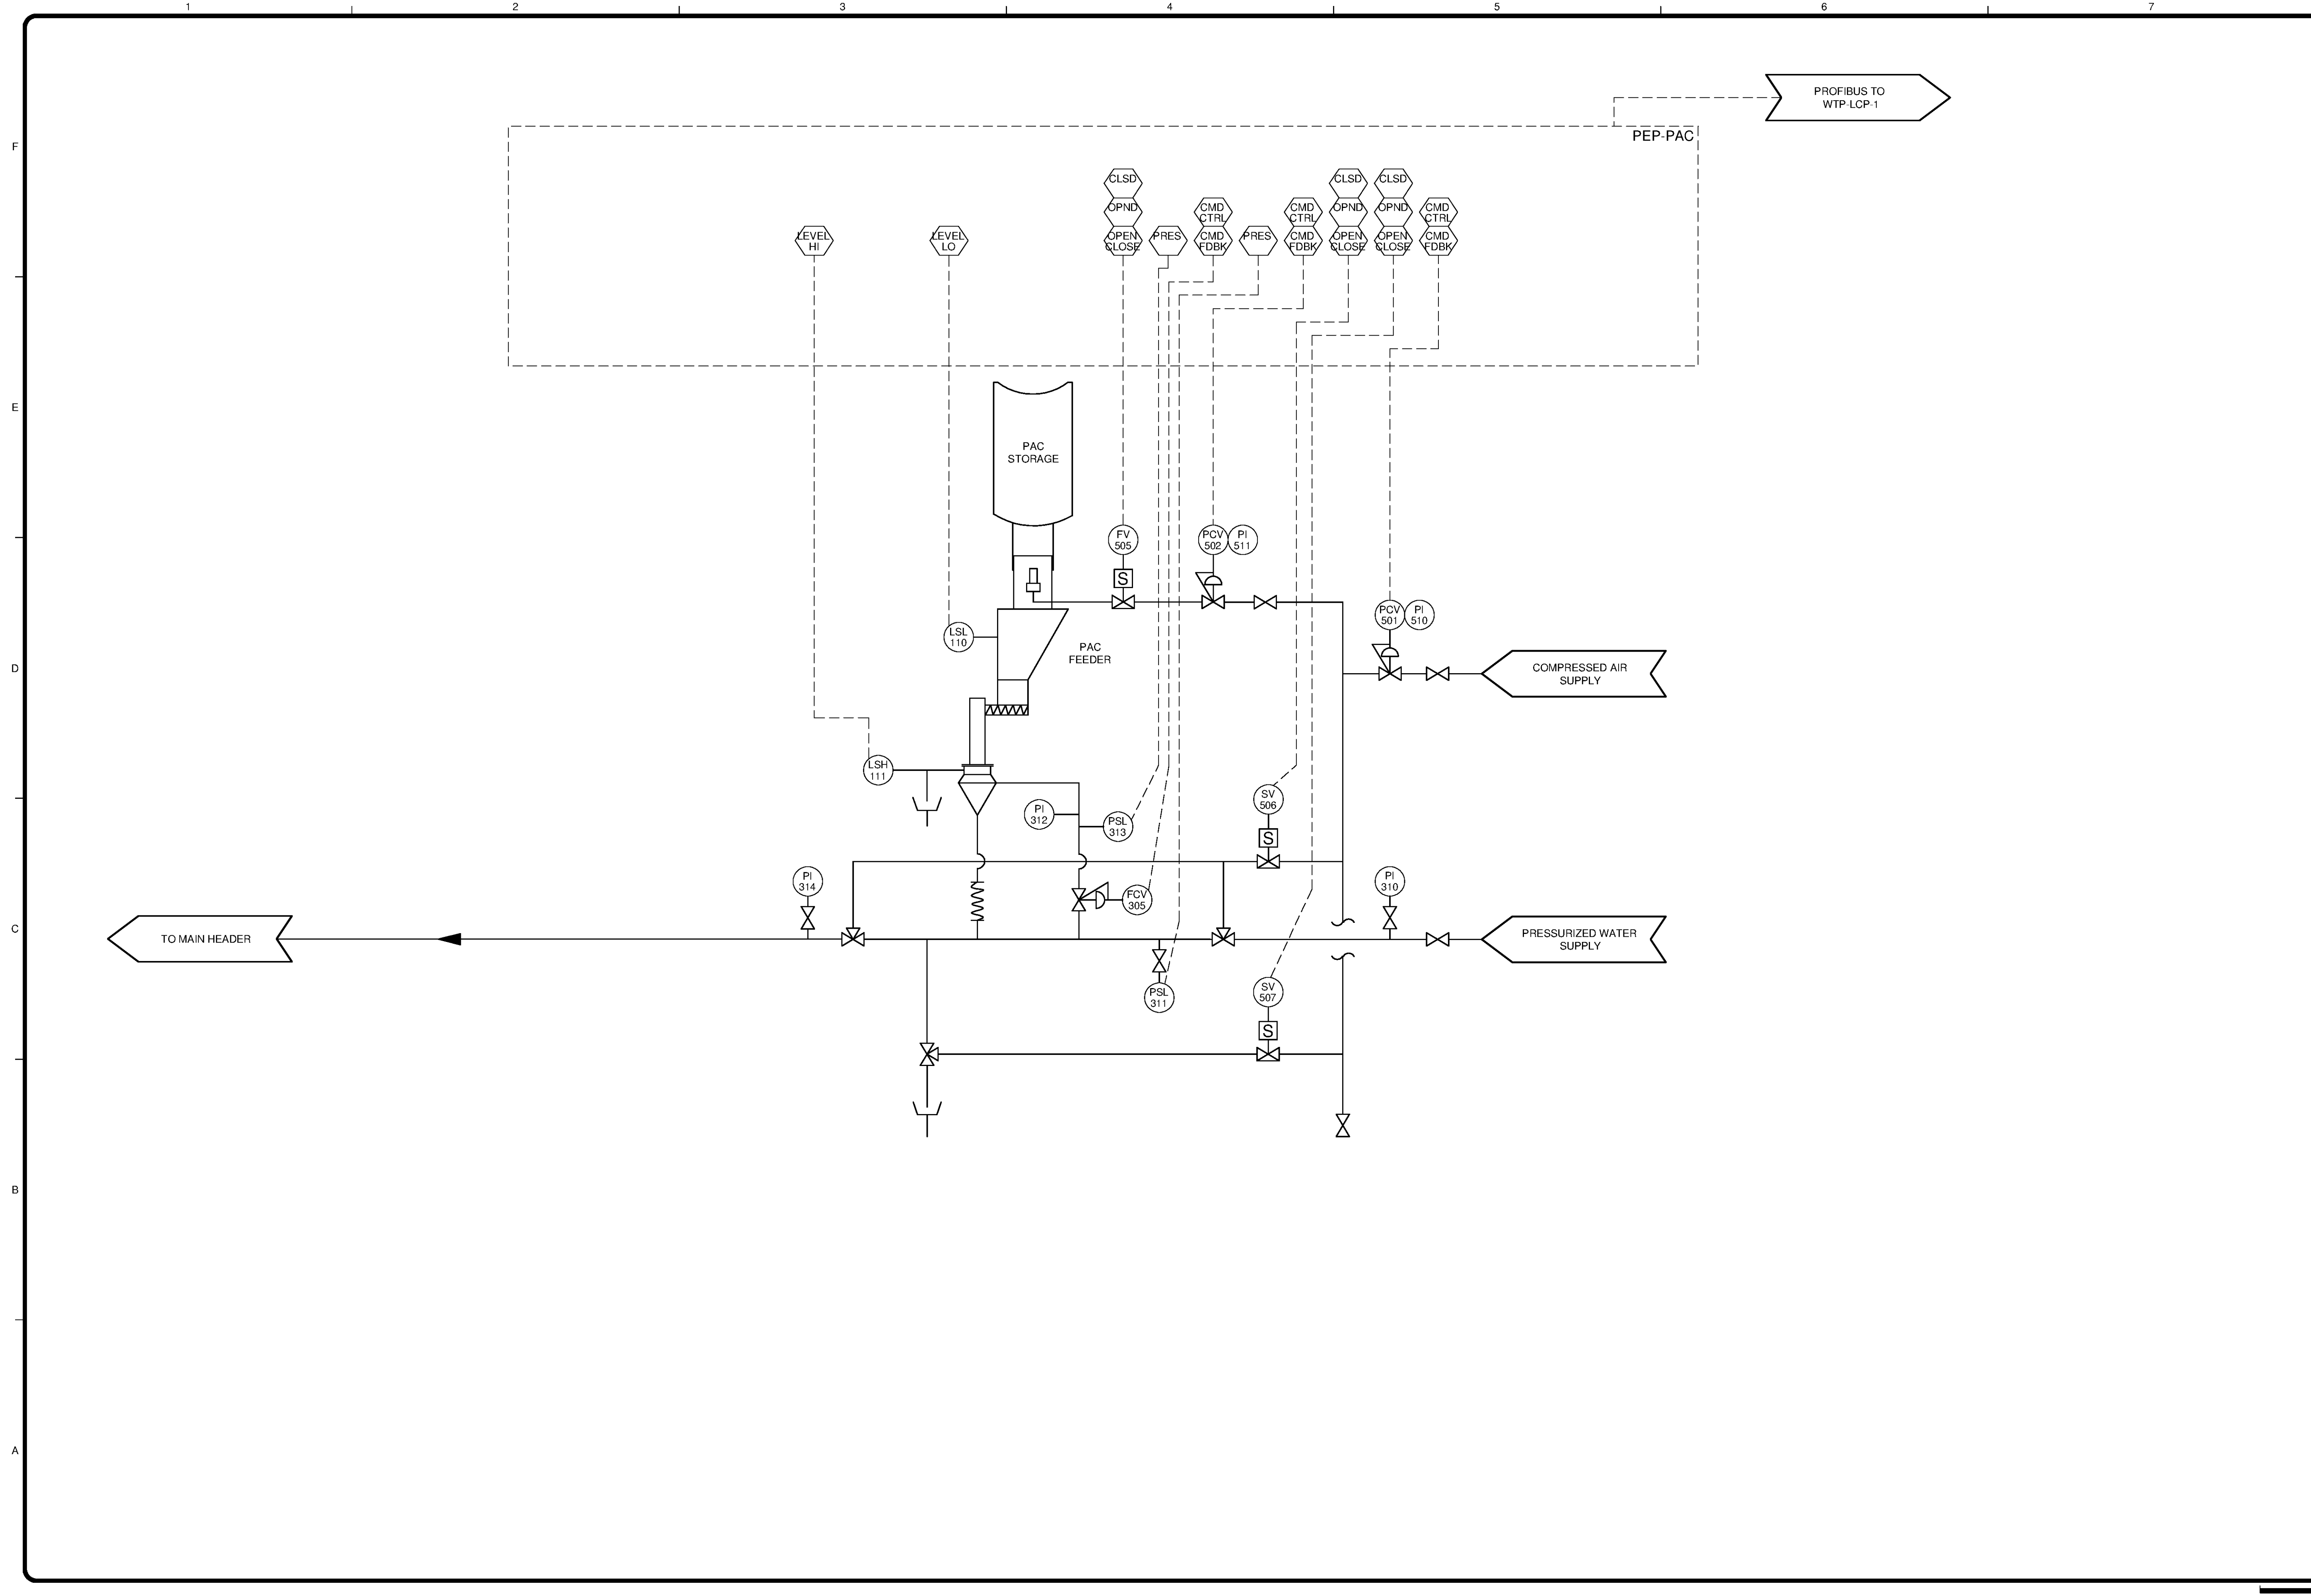 1
2
3
4
5
6
7
F
E
D
C
B
A
PROFIBUS TO
WTP-LCP-1
PEP-PAC
LEVEL
HI
LEVEL
LO
CLSD
OPND
OPEN
CLOSE
PRES
CMD
CTRL
CMD
FDBK
PRES
CMD
CTRL
CMD
FDBK
CLSD
OPND
OPEN
CLOSE
CLSD
OPND
OPEN
CLOSE
CMD
CTRL
CMD
FDBK
PAC
STORAGE
FV
505
S
PCV
502
PI
511
PCV
501
PI
510
LSL
110
PAC
FEEDER
COMPRESSED AIR
SUPPLY
LSH
111
PI
312
PSL
313
SV
506
S
PI
314
FCV
305
PI
310
TO MAIN HEADER
PRESSURIZED WATER
SUPPLY
PSL
311
SV
507
S